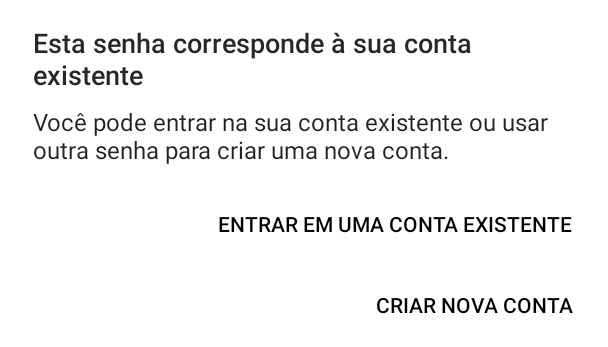 Esta senha corresponde à sua conta
existente
Você pode entrar na sua conta existente ou usar
outra senha para criar uma nova conta.
ENTRAR EM UMA CONTA EXISTENTE
CRIAR NOVA CONTA